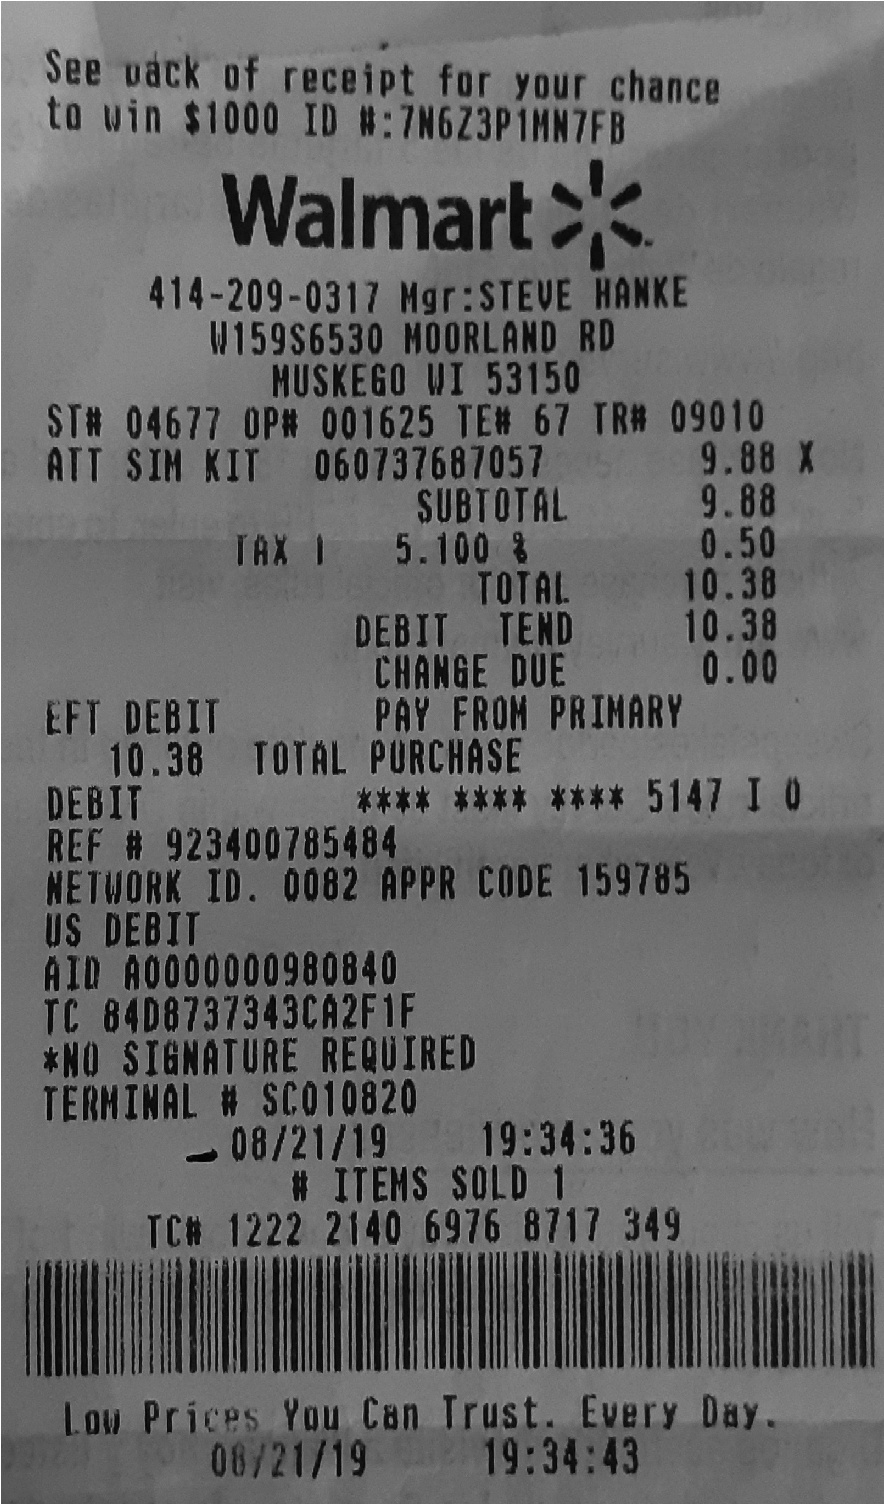 See back of receipt for your chance
to win $1000 ID #:7N6Z3P1MN7FB
Walmart
414-209-0317 Mgr:STEVE HANKE
W159S6530 MOORLAND RD
MUSKEGO WI 53150
ST# 04677 OP# 001625 TE# 67 TR# 09010
ATT SIM KIT 060737687057 9.88 X
SUBTOTAL 9.88
TAX 1 5.100 % 0.50
TOTAL 10.38
DEBIT TEND 10.38
CHANGE DUE 0.00
EFT DEBIT PAY FROM PRIMARY
10.38 TOTAL PURCHASE
DEBIT **** **** **** 5147 I 0
REF # 923400785484
NETWORK ID. 0082 APPR CODE 159785
US DEBIT
AID A0000000980840
TC 84D8737343CA2F1F
*NO SIGNATURE REQUIRED
TERMINAL # SC010820
08/21/19 19:34:36
# ITEMS SOLD 1
TC# 1222 2140 6976 8717 349
Low Prices You Can Trust. Every Day.
08/21/19 19:34:43